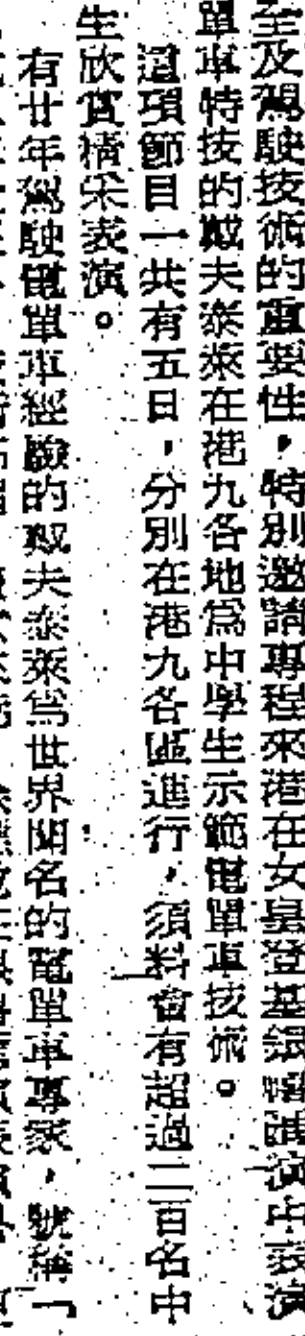 至及駕駛技術的重要性，特別邀請專程來港在女皇登基銀禧匯演中表演
單車特技的戴夫泰萊在港九各地為中學生示範電單車技術。
這項節目一共有五日，分別在港九各區進行，須料會有超過二百名中
生欣賞精采表演。
有廿年駕駛電單車經驗的戴夫泰萊為世界聞名的電單車專家，號稱「